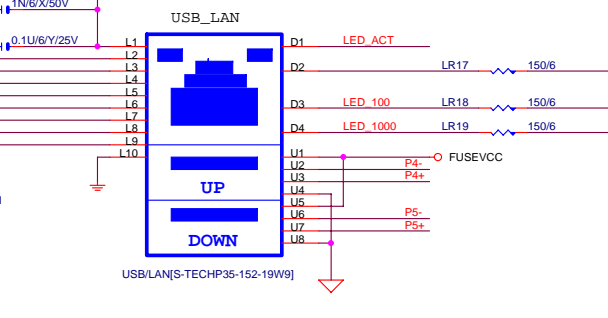 1N/6/X/50V
USB_LAN
0.1U/6/Y/25V
L1
L2
L3
L4
L5
L6
L7
L8
L9
L10
UP
DOWN
D1 LED_ACT
D2 LR17 150/6
D3 LED_100 LR18 150/6
D4 LED_1000 LR19 150/6
U1 FUSEVCC
U2 P4-
U3 P4+
U4
U5
U6 P5-
U7 P5+
U8
USB/LAN[S-TECHP35-152-19W9]